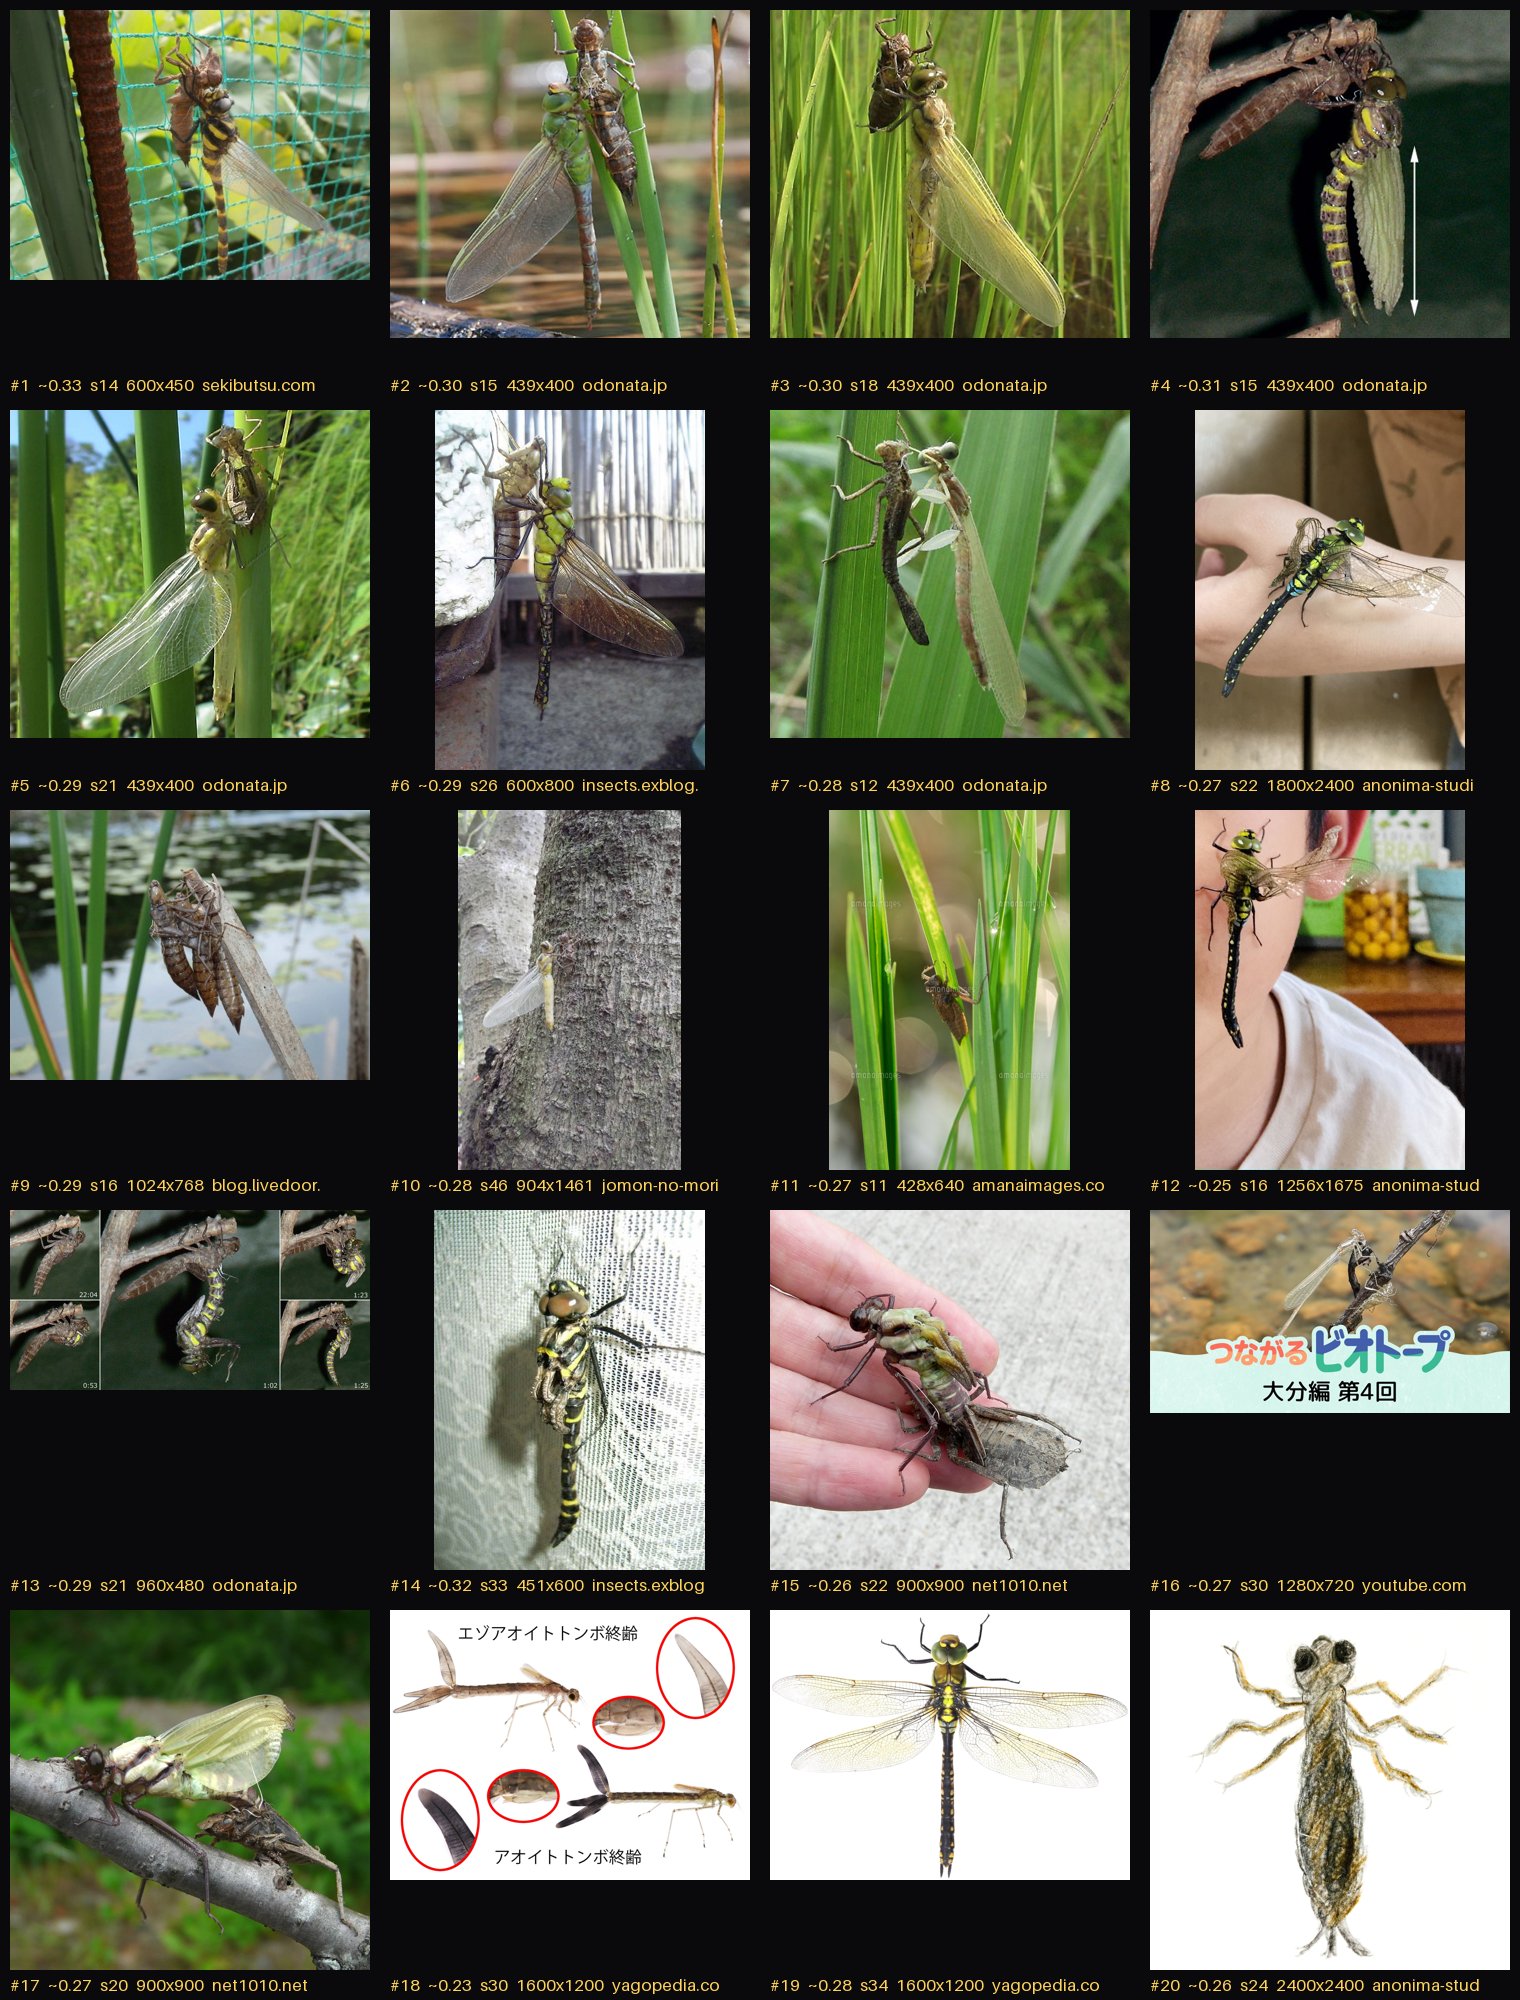 #1 ~0.33 s14 600x450 sekibutsu.com
#2 ~0.30 s15 439x400 odonata.jp
#3 ~0.30 s18 439x400 odonata.jp
#4 ~0.31 s15 439x400 odonata.jp
#5 ~0.29 s21 439x400 odonata.jp
#6 ~0.29 s26 600x800 insects.exblog.
#7 ~0.28 s12 439x400 odonata.jp
#8 ~0.27 s22 1800x2400 anonima-studi
amanaimages
amanaimages
amanaimages
amanaimages
amanaimages
#9 ~0.29 s16 1024x768 blog.livedoor.
#10 ~0.28 s46 904x1461 jomon-no-mori
#11 ~0.27 s11 428x640 amanaimages.co
#12 ~0.25 s16 1256x1675 anonima-stud
22:04
1:23
0:53
1:02
1:25
つながるビオトープ
大分編 第4回
#13 ~0.29 s21 960x480 odonata.jp
#14 ~0.32 s33 451x600 insects.exblog
#15 ~0.26 s22 900x900 net1010.net
#16 ~0.27 s30 1280x720 youtube.com
エゾアオイトトンボ終齢
アオイトトンボ終齢
#17 ~0.27 s20 900x900 net1010.net
#18 ~0.23 s30 1600x1200 yagopedia.co
#19 ~0.28 s34 1600x1200 yagopedia.co
#20 ~0.26 s24 2400x2400 anonima-stud